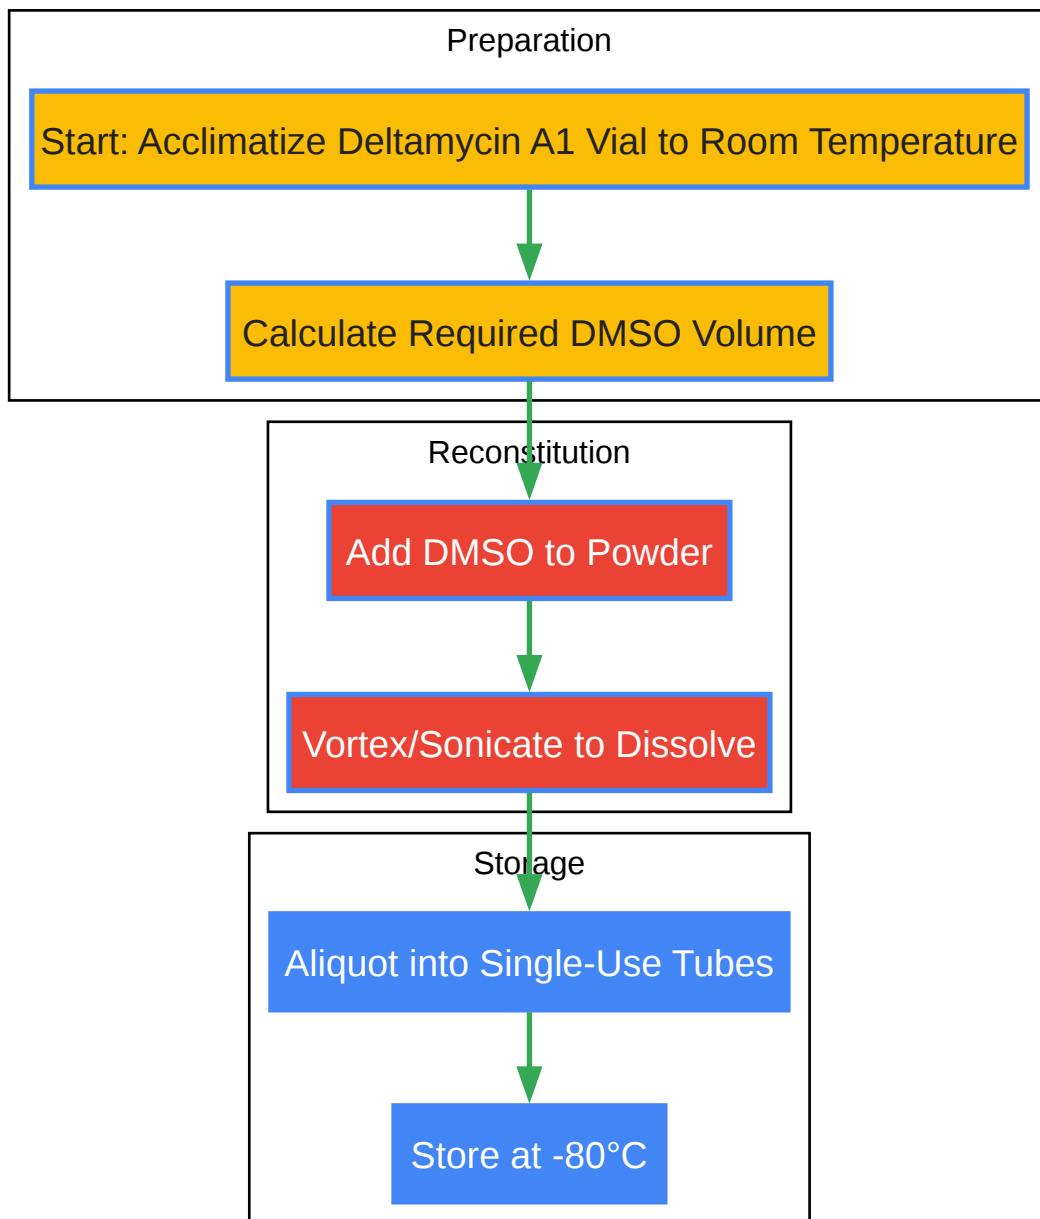 Preparation
Start: Acclimatize Deltamycin A1 Vial to Room Temperature
Calculate Required DMSO Volume
Reconstitution
Add DMSO to Powder
Vortex/Sonicate to Dissolve
Storage
Aliquot into Single-Use Tubes
Store at -80°C